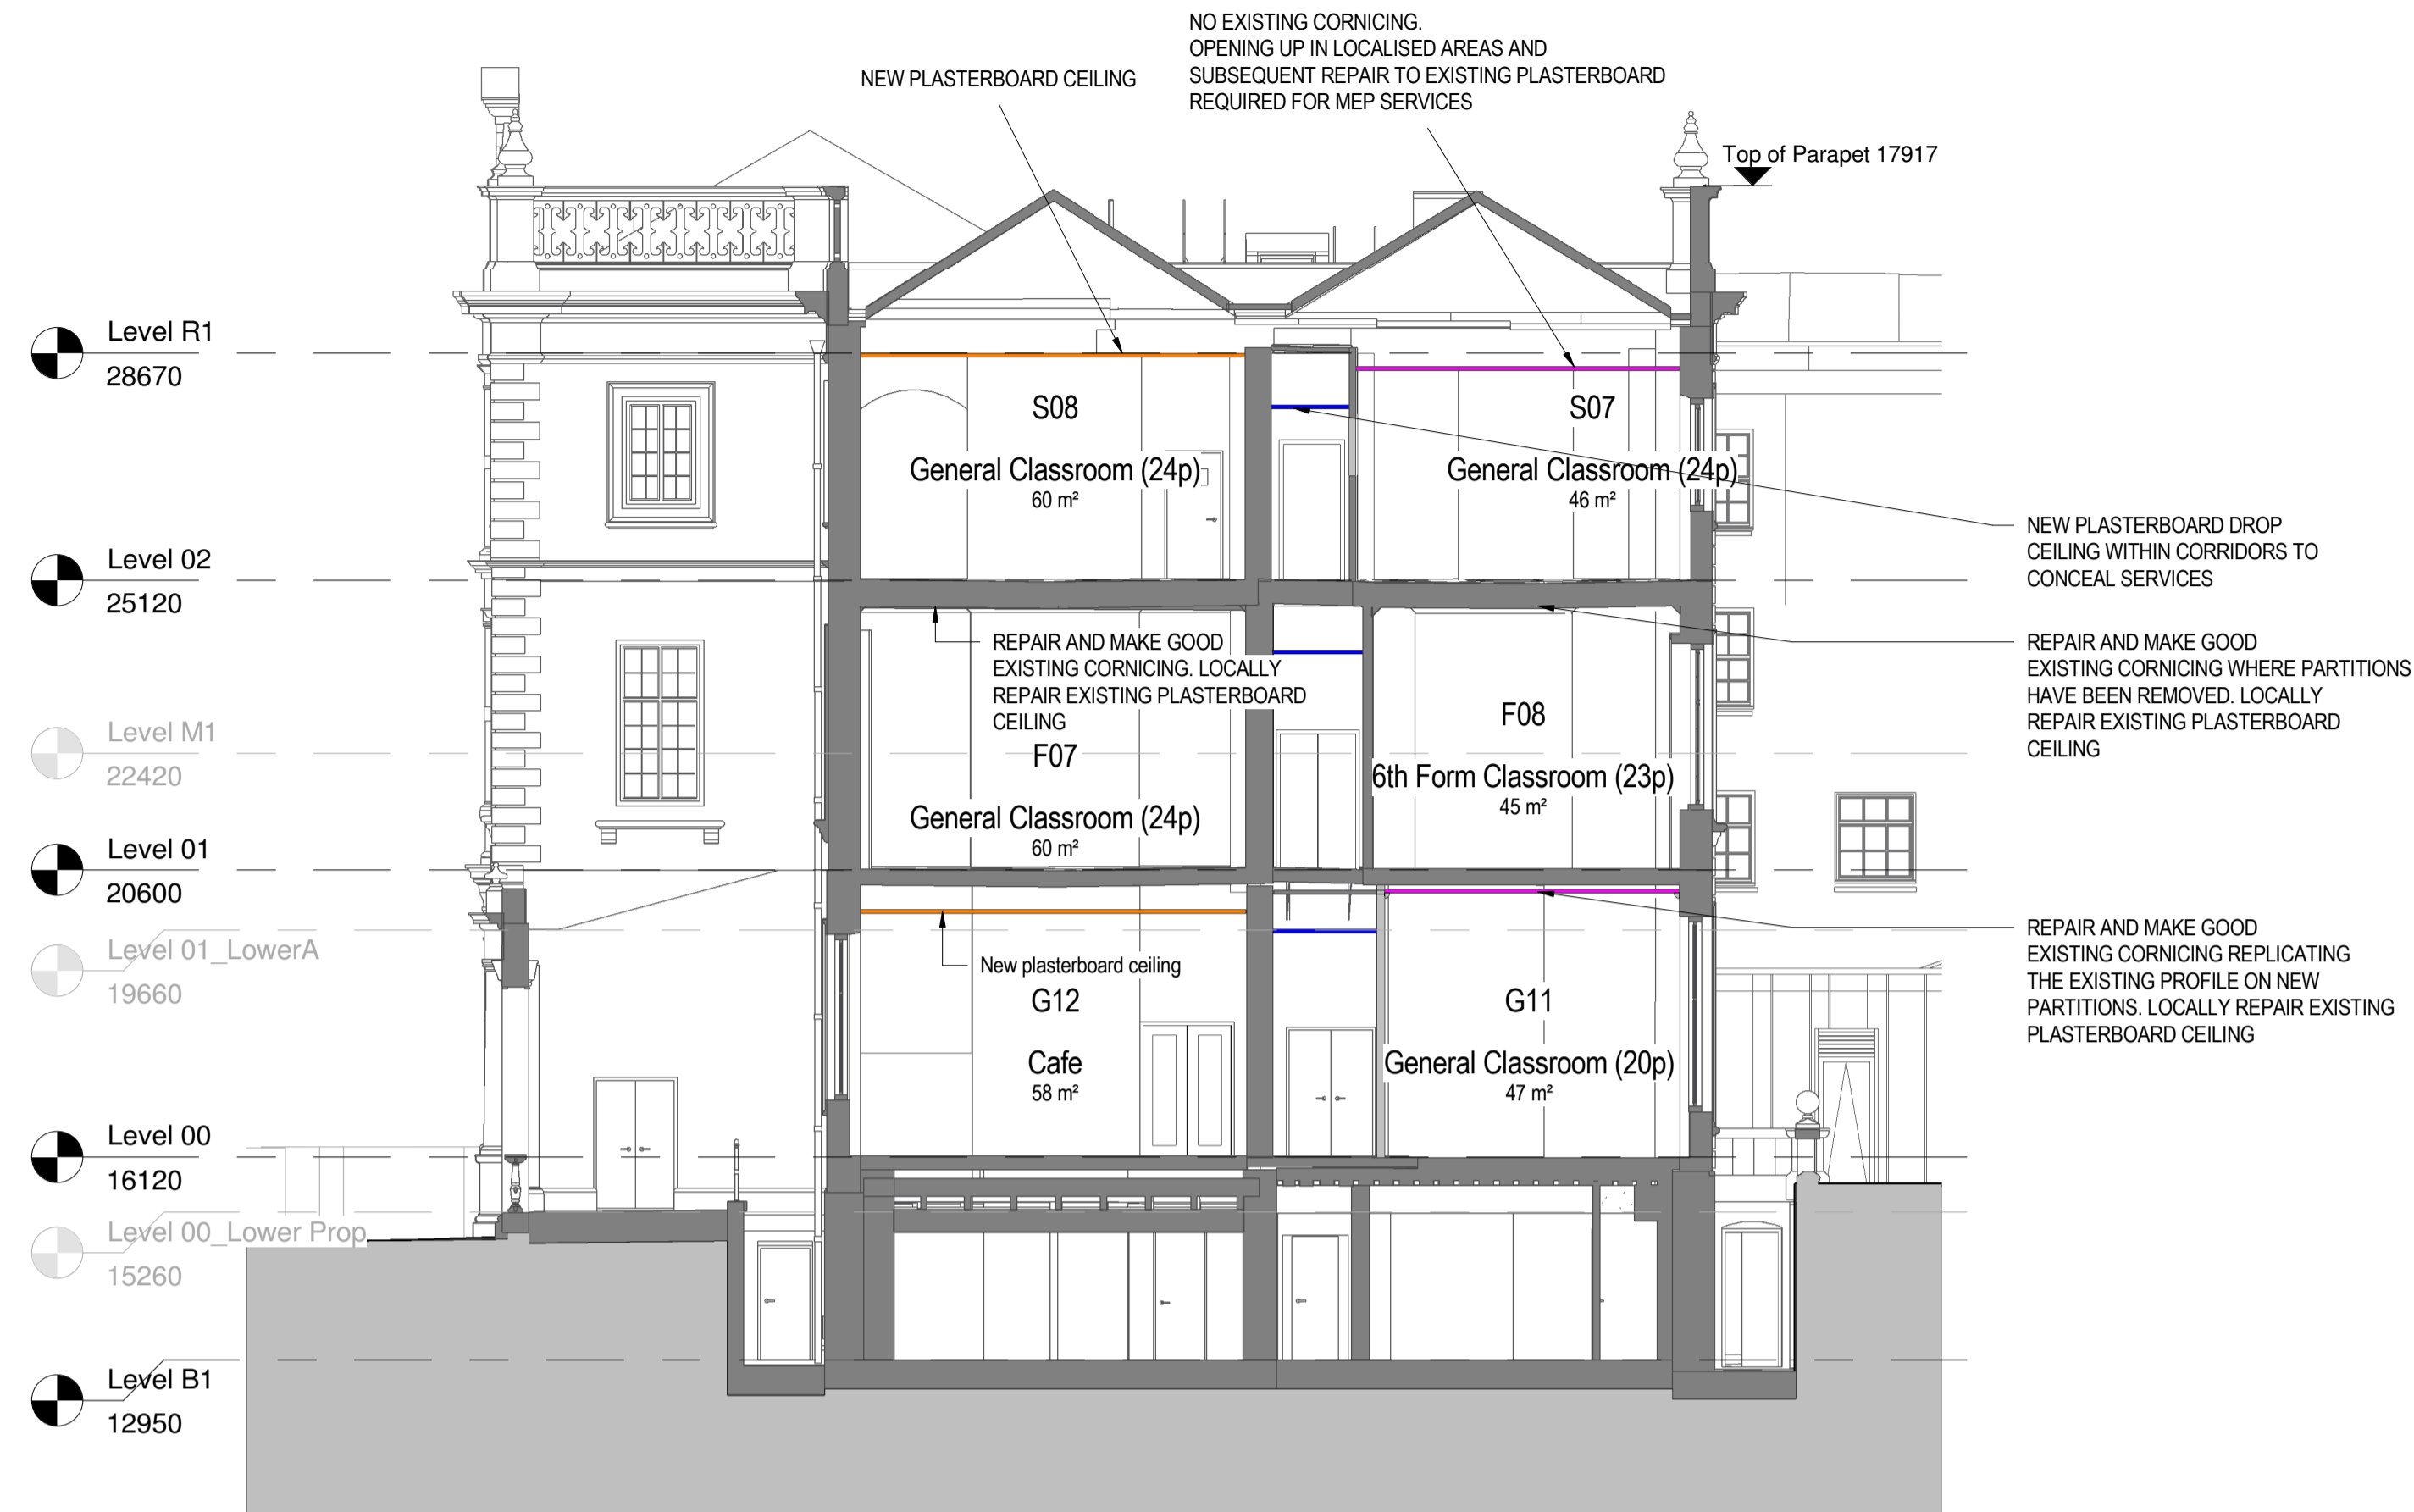 NO EXISTING CORNICING.
OPENING UP IN LOCALISED AREAS AND
SUBSEQUENT REPAIR TO EXISTING PLASTERBOARD
REQUIRED FOR MEP SERVICES
NEW PLASTERBOARD CEILING
Top of Parapet 17917
Level R1
28670
S08
General Classroom (24p)
60 m²
S07
General Classroom (24p)
46 m²
NEW PLASTERBOARD DROP
CEILING WITHIN CORRIDORS TO
CONCEAL SERVICES
Level 02
25120
REPAIR AND MAKE GOOD
EXISTING CORNICING. LOCALLY
REPAIR EXISTING PLASTERBOARD
CEILING
REPAIR AND MAKE GOOD
EXISTING CORNICING WHERE PARTITIONS
HAVE BEEN REMOVED. LOCALLY
REPAIR EXISTING PLASTERBOARD
CEILING
Level M1
22420
F07
General Classroom (24p)
60 m²
F08
6th Form Classroom (23p)
45 m²
Level 01
20600
Level 01_LowerA
19660
New plasterboard ceiling
G12
Cafe
58 m²
G11
General Classroom (20p)
47 m²
REPAIR AND MAKE GOOD
EXISTING CORNICING REPLICATING
THE EXISTING PROFILE ON NEW
PARTITIONS. LOCALLY REPAIR EXISTING
PLASTERBOARD CEILING
Level 00
16120
Level 00_Lower Prop
15260
Level B1
12950